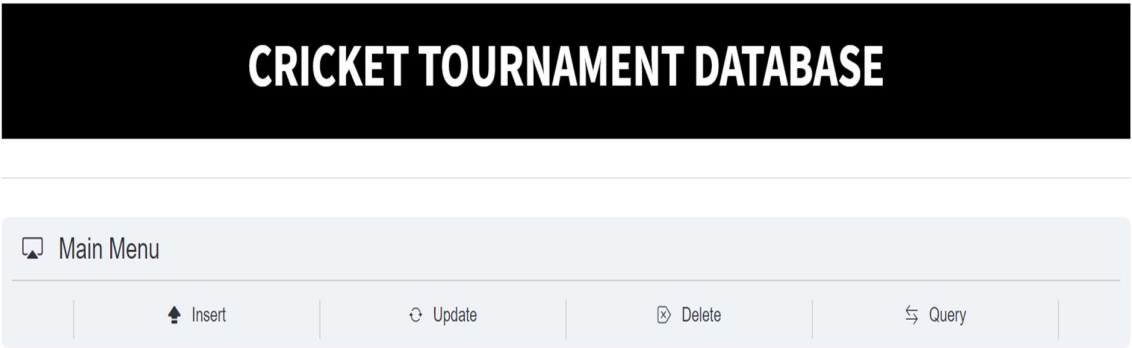 CRICKET TOURNAMENT DATABASE
Main Menu
Insert Update Delete Query